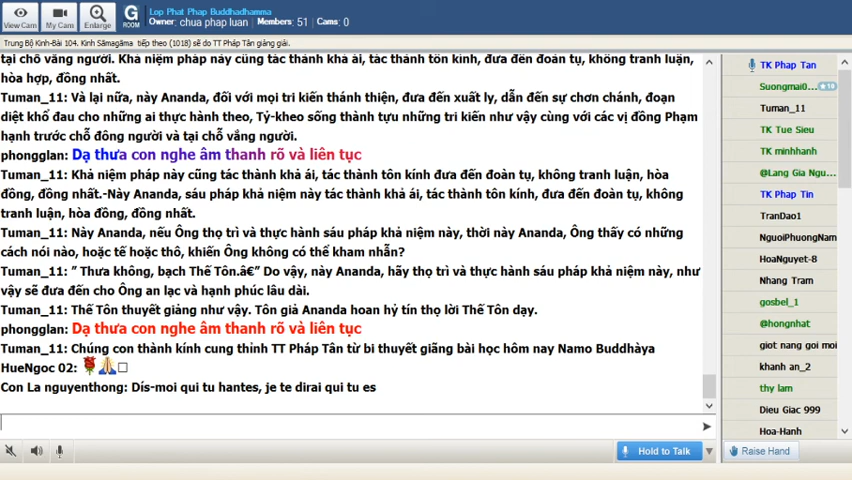 View Cam
My Cam
Enlarge
G
ROOM
Lop Phat Phap Buddhadhamma
Owner: chua phap luan Members: 51 Cams: 0
Trung Bộ Kinh-Bài 104. Kinh Sāmagāma tiếp theo (1018) sẽ do TT Pháp Tân giảng giải.
tại chỗ vắng người. Khả niệm pháp này cũng tác thành khả ái, tác thành tôn kính, đưa đến đoàn tụ, không tranh luận,
hòa hợp, đồng nhất.
Tuman_11: Và lại nữa, này Ananda, đối với mọi tri kiến thánh thiện, đưa đến xuất ly, dẫn đến sự chơn chánh, đoạn
diệt khổ đau cho những ai thực hành theo, Tỷ-kheo sống thành tựu những tri kiến như vậy cùng với các vị đồng Phạm
hạnh trước chỗ đông người và tại chỗ vắng người.
phongglan: Dạ thưa con nghe âm thanh rõ và liên tục
Tuman_11: Khả niệm pháp này cũng tác thành khả ái, tác thành tôn kính đưa đến đoàn tụ, không tranh luận, hòa
đồng, đồng nhất.-Này Ananda, sáu pháp khả niệm này tác thành khả ái, tác thành tôn kính, đưa đến đoàn tụ, không
tranh luận, hòa đồng, đồng nhất.
Tuman_11: Này Ananda, nếu Ông thọ trì và thực hành sáu pháp khả niệm này, thời này Ananda, Ông thấy có những
cách nói nào, hoặc tế hoặc thô, khiến Ông không có thể kham nhẫn?
Tuman_11: ” Thưa không, bạch Thế Tôn.â€” Do vậy, này Ananda, hãy thọ trì và thực hành sáu pháp khả niệm này, như
vậy sẽ đưa đến cho Ông an lạc và hạnh phúc lâu dài.
Tuman_11: Thế Tôn thuyết giảng như vậy. Tôn giả Ananda hoan hỷ tín thọ lời Thế Tôn dạy.
phongglan: Dạ thưa con nghe âm thanh rõ và liên tục
Tuman_11: Chúng con thành kính cung thỉnh TT Pháp Tân từ bi thuyết giãng bài học hôm nay Namo Buddhàya
HueNgoc 02: 🌹🙏□
Con La nguyenthong: Dís-moi qui tu hantes, je te dirai qui tu es
Hold to Talk
TK Phap Tan
Suongmai0... 10
Tuman_11
TK Tue Sieu
TK minhhanh
@Lang Gia Ngu...
TK Phap Tin
TranDao1
NguoiPhuongNam
HoaNguyet-8
Nhang Tram
gosbel_1
@hongnhat
giot nang goi moi
khanh an_2
thy lam
Dieu Giac 999
Hoa-Hanh
Raise Hand